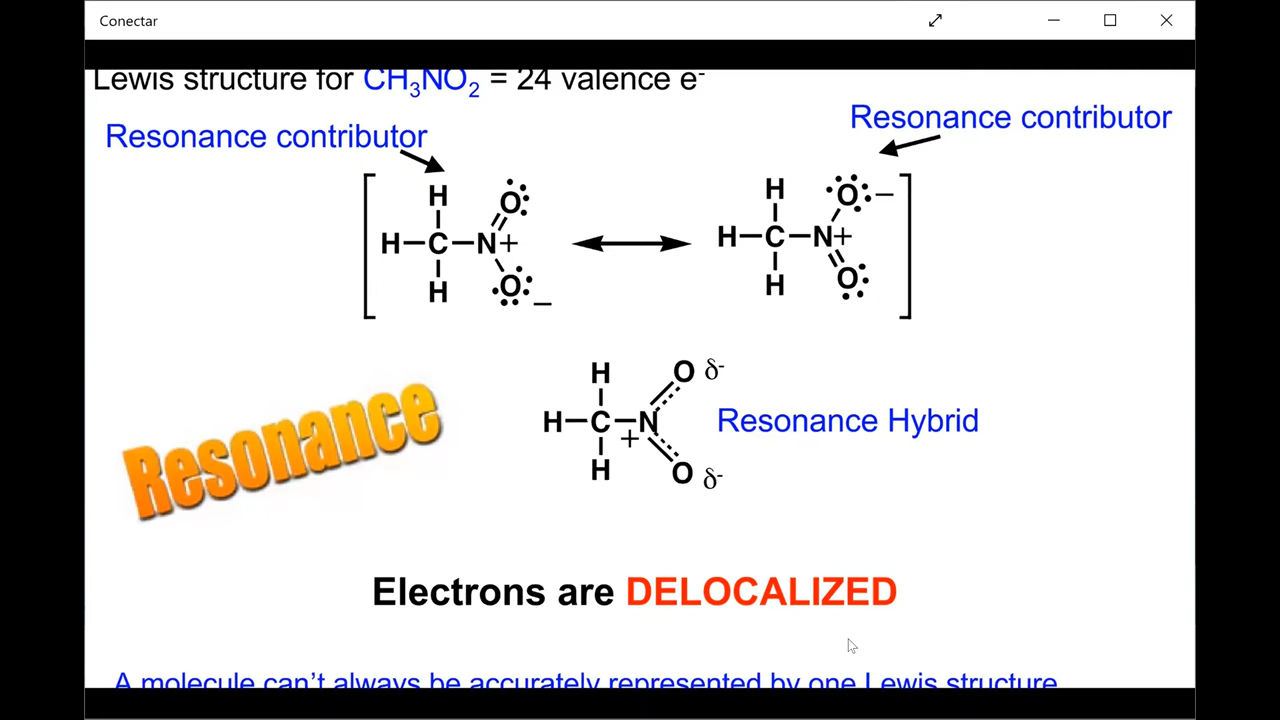 Conectar
Lewis structure for CH₃NO₂ = 24 valence e⁻
Resonance contributor
Resonance contributor
H
H–C–N+
H
O
O
–
H
H–C–N+
H
O –
O
H
H–C–N
+
H
O δ⁻
O δ⁻
Resonance Hybrid
Resonance
Electrons are DELOCALIZED
A molecule can't always be accurately represented by one Lewis structure